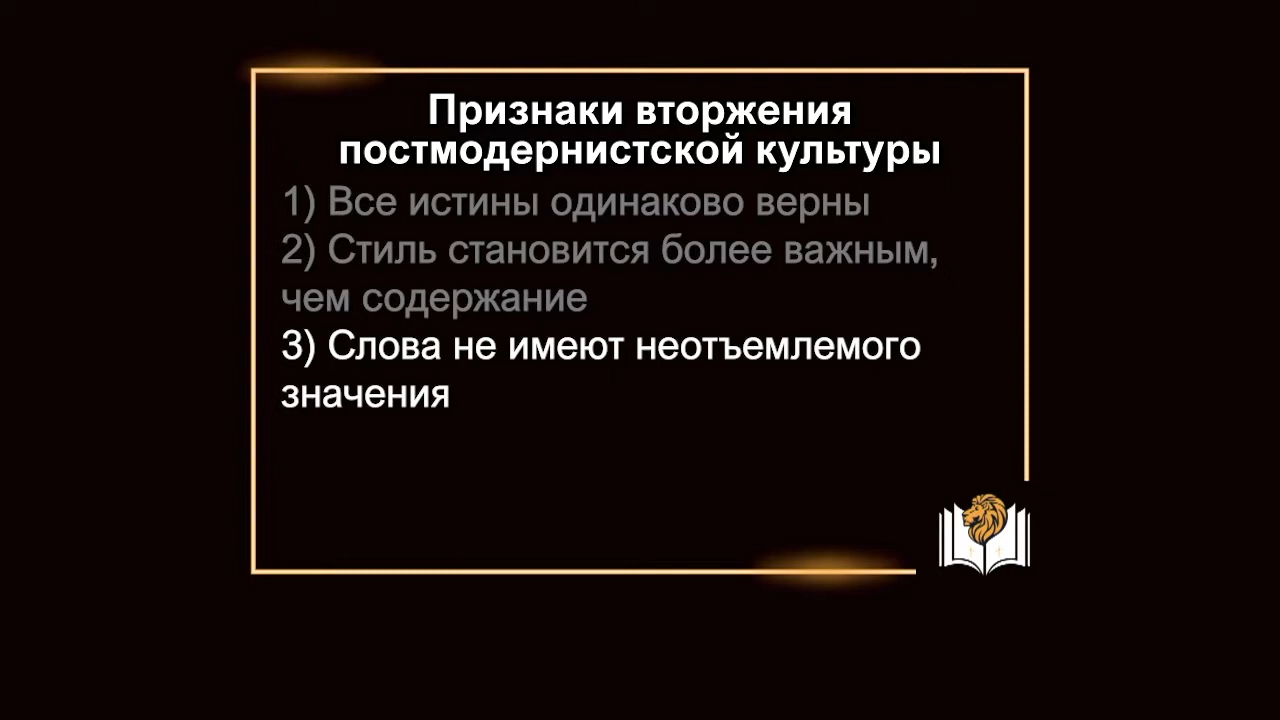 Признаки вторжения
постмодернистской культуры
1) Все истины одинаково верны
2) Стиль становится более важным,
чем содержание
3) Слова не имеют неотъемлемого
значения